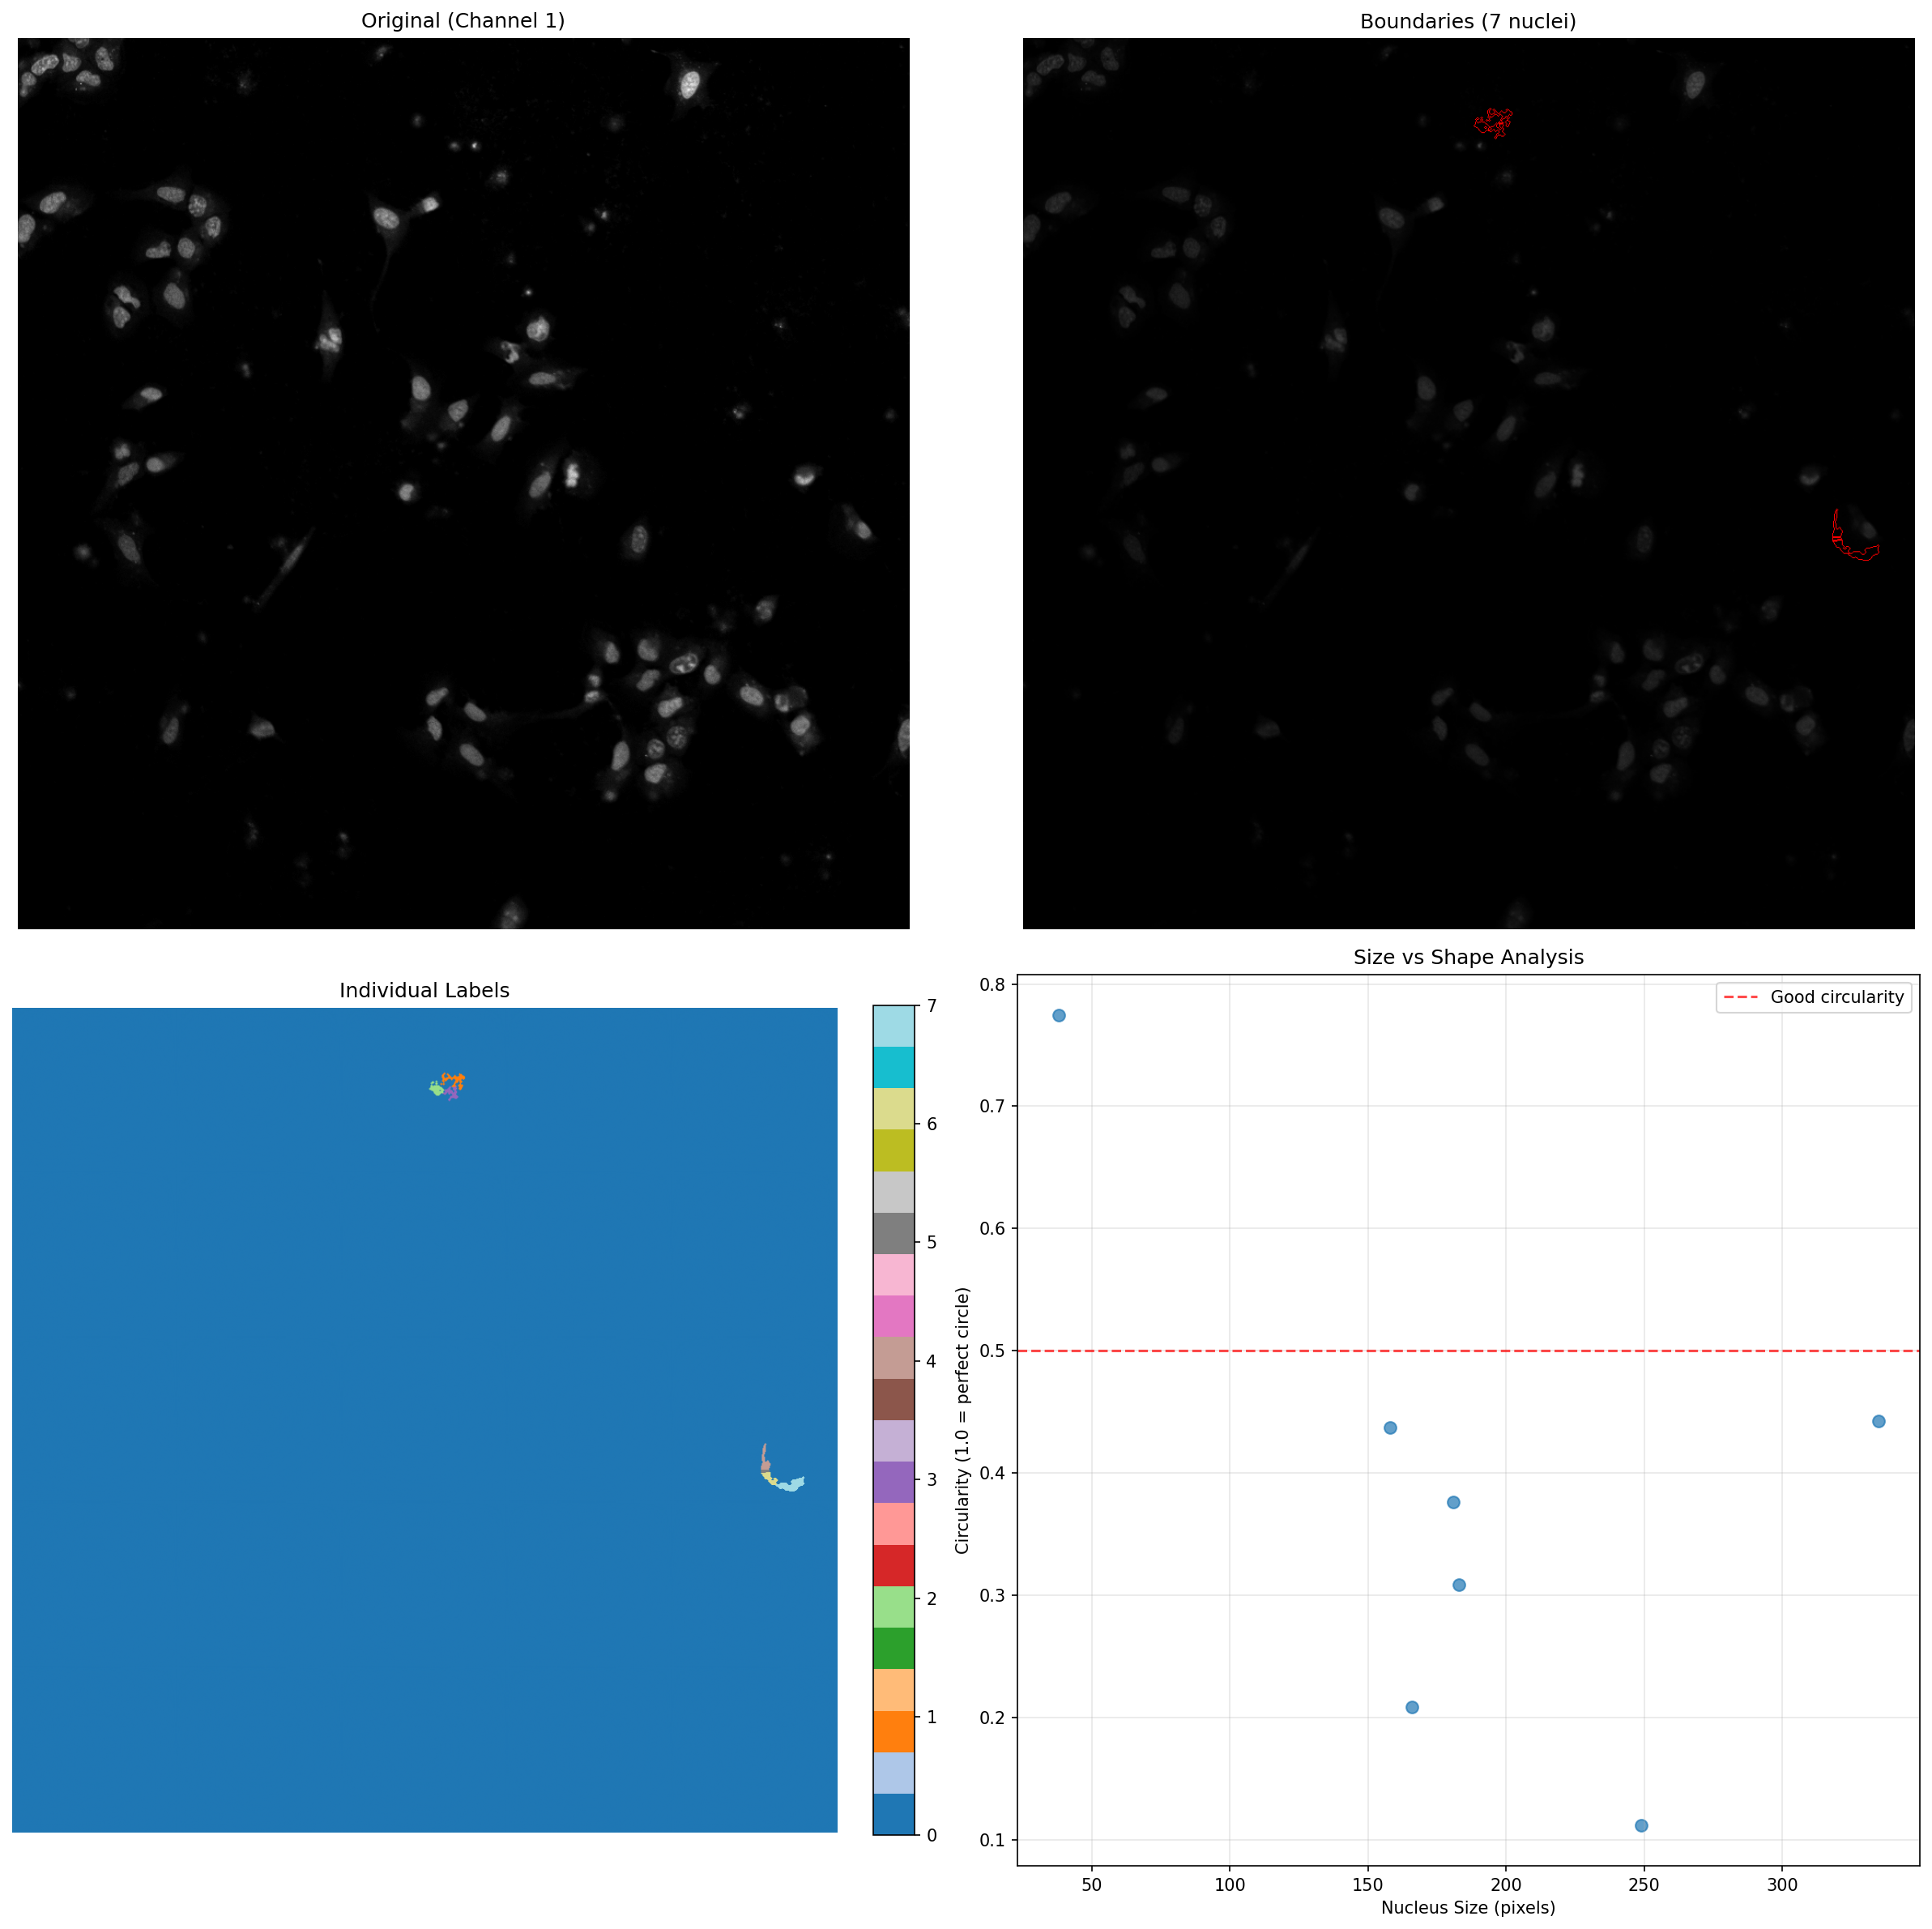 Original (Channel 1)
Boundaries (7 nuclei)
Individual Labels
7
6
5
4
3
2
1
0
Size vs Shape Analysis
Good circularity
Circularity (1.0 = perfect circle)
0.8
0.7
0.6
0.5
0.4
0.3
0.2
0.1
50 100 150 200 250 300
Nucleus Size (pixels)